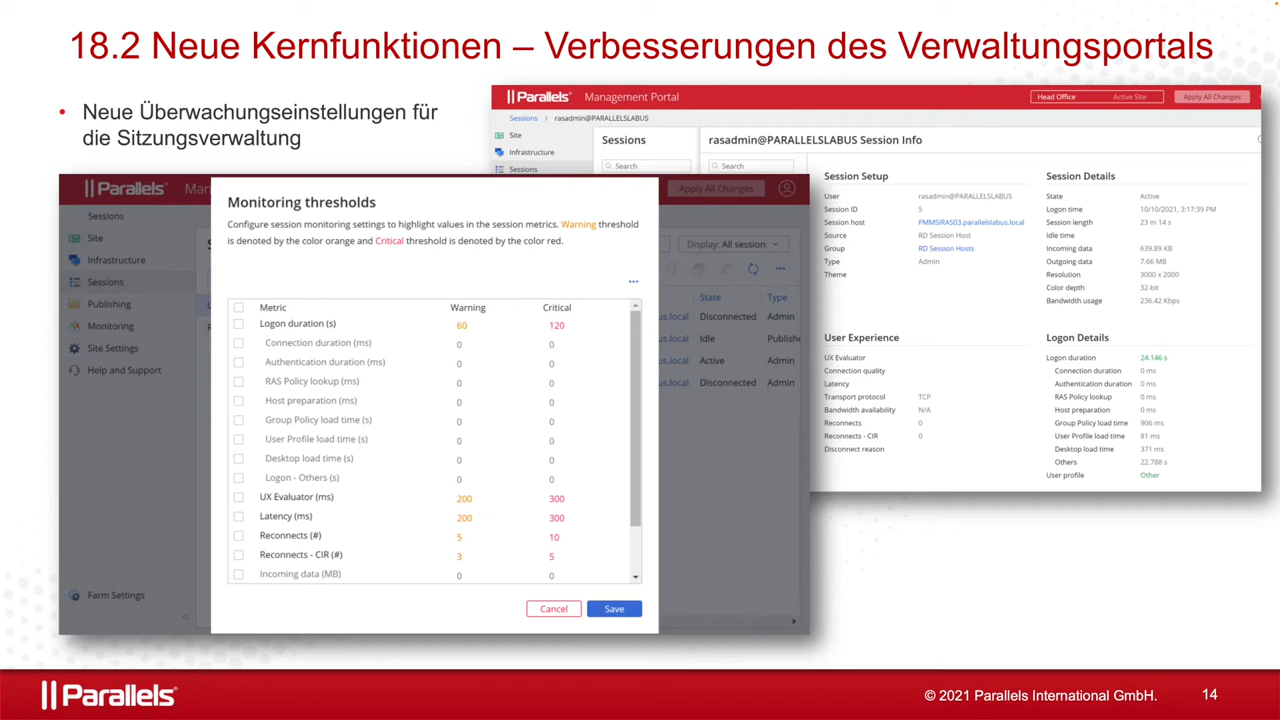 18.2 Neue Kernfunktionen – Verbesserungen des Verwaltungsportals
• Neue Überwachungseinstellungen für
die Sitzungsverwaltung
Parallels® Management Portal
Head Office Active Site
Apply All Changes
Sessions > rasadmin@PARALLELSLABUS
Site
Infrastructure
Sessions
Sessions
Search
rasadmin@PARALLELSLABUS Session Info
Search
Session Setup
User rasadmin@PARALLELSLABUS
Session ID 5
Session host PMMSIRAS03.parallelslabus.local
Source RD Session Host
Group RD Session Hosts
Type Admin
Theme
Session Details
State Active
Logon time 10/10/2021, 3:17:39 PM
Session length 23 m 14 s
Idle time
Incoming data 639.89 KB
Outgoing data 7.66 MB
Resolution 3000 x 2000
Color depth 32-bit
Bandwidth usage 236.42 Kbps
User Experience
UX Evaluator
Connection quality
Latency
Transport protocol TCP
Bandwidth availability N/A
Reconnects 0
Reconnects - CIR 0
Disconnect reason
Logon Details
Logon duration 24.146 s
Connection duration 0 ms
Authentication duration 0 ms
RAS Policy lookup 0 ms
Host preparation 0 ms
Group Policy load time 906 ms
User Profile load time 81 ms
Desktop load time 371 ms
Others 22.788 s
User profile Other
Parallels® Ma
Apply All Changes
Sessions
Site
Infrastructure
Sessions
Publishing
Monitoring
Site Settings
Help and Support
Farm Settings
Display: All session
State Type
us.local Disconnected Admin
us.local Idle Publish
us.local Active Admin
us.local Disconnected Admin
Monitoring thresholds
Configure session monitoring settings to highlight values in the session metrics. Warning threshold
is denoted by the color orange and Critical threshold is denoted by the color red.
Metric Warning Critical
Logon duration (s) 60 120
Connection duration (ms) 0 0
Authentication duration (ms) 0 0
RAS Policy lookup (ms) 0 0
Host preparation (ms) 0 0
Group Policy load time (s) 0 0
User Profile load time (s) 0 0
Desktop load time (s) 0 0
Logon - Others (s) 0 0
UX Evaluator (ms) 200 300
Latency (ms) 200 300
Reconnects (#) 5 10
Reconnects - CIR (#) 3 5
Incoming data (MB) 0 0
Cancel Save
Parallels®
© 2021 Parallels International GmbH. 14